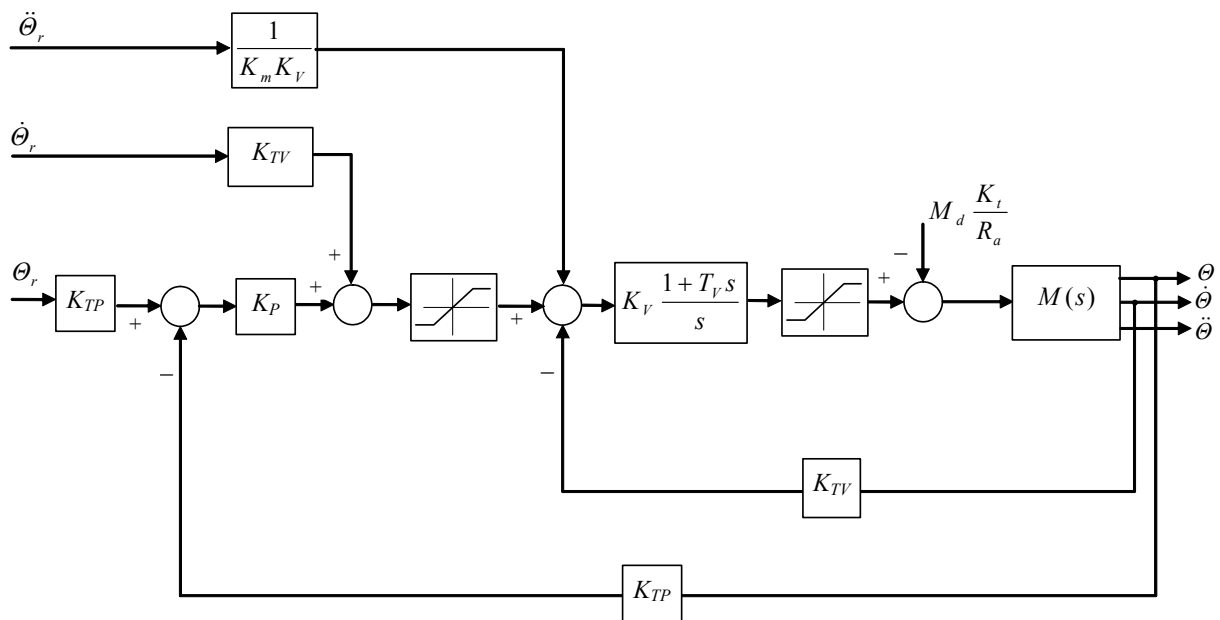 Θ̈_r
1
K_m K_V
Θ̇_r
K_TV
+
M_d K_t
R_a
−
Θ_r
K_TP
+
K_P
+
+
K_V 1 + T_V s
s
+
M(s)
Θ
Θ̇
Θ̈
−
−
K_TV
K_TP